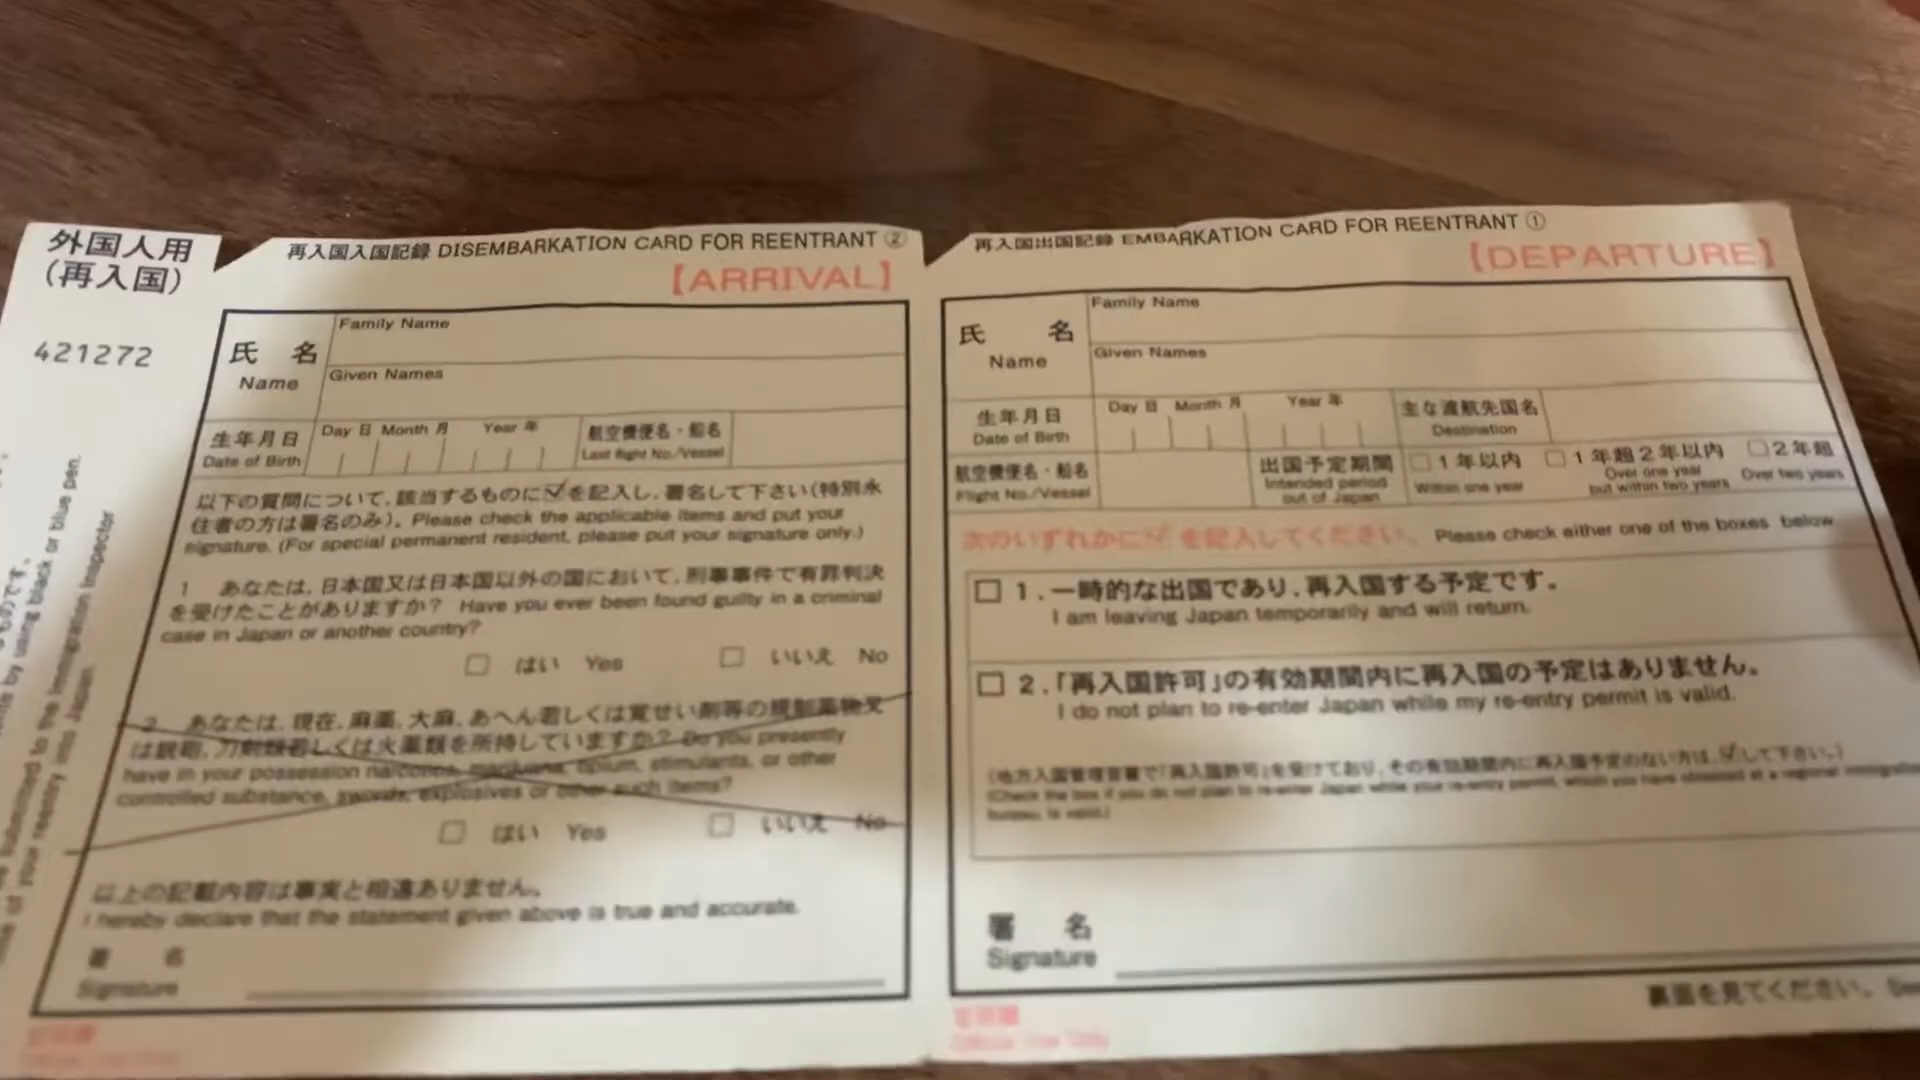 外国人用
(再入国)
421272
再入国入国記録 DISEMBARKATION CARD FOR REENTRANT ②
【ARRIVAL】
氏 名
Name
Family Name
Given Names
生年月日
Date of Birth
Day 日 Month 月 Year 年
航空機便名・船名
Last flight No./Vessel
以下の質問について、該当するものに☑を記入し、署名して下さい(特別永
住者の方は署名のみ)。Please check the applicable items and put your
signature. (For special permanent resident, please put your signature only.)
1 あなたは、日本国又は日本国以外の国において、刑事事件で有罪判決
を受けたことがありますか? Have you ever been found guilty in a criminal
case in Japan or another country?
□ はい Yes □ いいえ No
2 あなたは、現在、麻薬、大麻、あへん若しくは覚せい剤等の規制薬物又
は銃砲、刀剣類若しくは火薬類を所持していますか? Do you presently
have in your possession narcotics, marijuana, opium, stimulants, or other
controlled substance, swords, explosives or other such items?
□ はい Yes □ いいえ No
以上の記載内容は事実と相違ありません。
I hereby declare that the statement given above is true and accurate.
署 名
Signature
再入国出国記録 EMBARKATION CARD FOR REENTRANT ①
【DEPARTURE】
氏 名
Name
Family Name
Given Names
生年月日
Date of Birth
Day 日 Month 月 Year 年
主な渡航先国名
Destination
航空機便名・船名
Flight No./Vessel
出国予定期間
Intended period
out of Japan
□ 1年以内
Within one year
□ 1年超2年以内
Over one year
but within two years
□ 2年超
Over two years
次のいずれかに☑を記入してください。 Please check either one of the boxes below
□ 1.一時的な出国であり、再入国する予定です。
I am leaving Japan temporarily and will return.
□ 2.「再入国許可」の有効期間内に再入国の予定はありません。
I do not plan to re-enter Japan while my re-entry permit is valid.
(地方入国管理官署で「再入国許可」を受けており、その有効期間内に再入国予定のない方は、☑して下さい。)
(Check the box if you do not plan to re-enter Japan while your re-entry permit, which you have obtained at a regional immigration
bureau, is valid.)
署 名
Signature
裏面を見てください。
by using black or blue pen.
submitted to the immigration inspector
of your reentry into Japan.